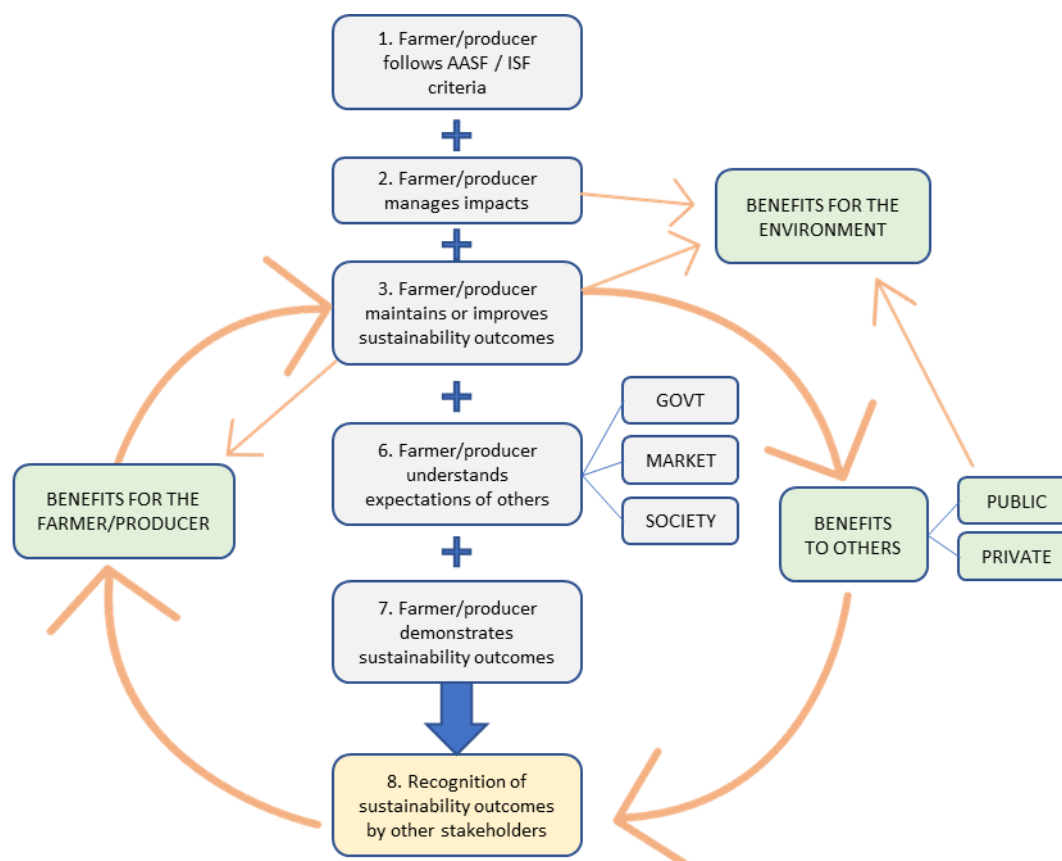 1. Farmer/producer
follows AASF / ISF
criteria
2. Farmer/producer
manages impacts
BENEFITS FOR THE
ENVIRONMENT
3. Farmer/producer
maintains or improves
sustainability outcomes
GOVT
6. Farmer/producer
understands
expectations of others
MARKET
SOCIETY
BENEFITS FOR THE
FARMER/PRODUCER
BENEFITS
TO OTHERS
PUBLIC
PRIVATE
7. Farmer/producer
demonstrates
sustainability outcomes
8. Recognition of
sustainability outcomes
by other stakeholders